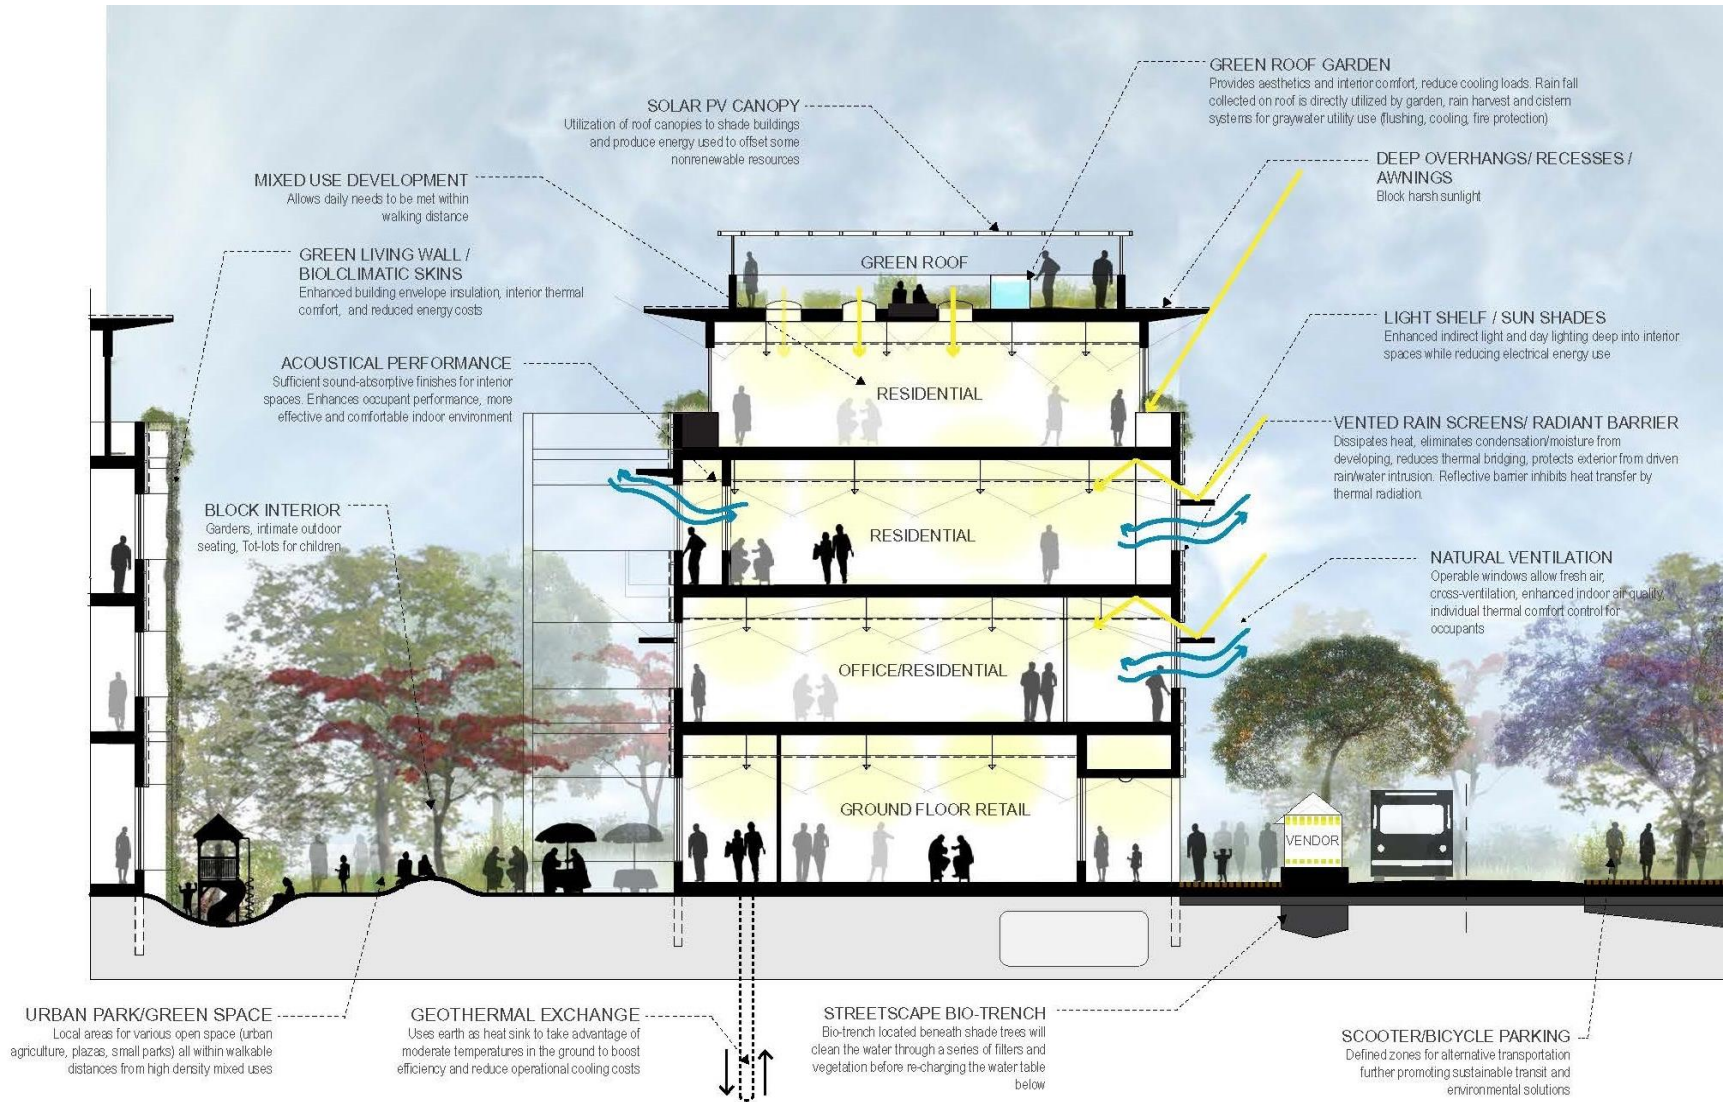 GREEN ROOF GARDEN
Provides aesthetics and interior comfort, reduce cooling loads. Rain fall
collected on roof is directly utilized by garden, rain harvest and cistern
systems for graywater utility use (flushing, cooling, fire protection)
SOLAR PV CANOPY
Utilization of roof canopies to shade buildings
and produce energy used to offset some
nonrenewable resources
DEEP OVERHANGS/ RECESSES /
AWNINGS
Block harsh sunlight
MIXED USE DEVELOPMENT
Allows daily needs to be met within
walking distance
GREEN LIVING WALL /
BIOLCLIMATIC SKINS
Enhanced building envelope insulation, interior thermal
comfort, and reduced energy costs
GREEN ROOF
LIGHT SHELF / SUN SHADES
Enhanced indirect light and day lighting deep into interior
spaces while reducing electrical energy use
ACOUSTICAL PERFORMANCE
Sufficient sound-absorptive finishes for interior
spaces. Enhances occupant performance, more
effective and comfortable indoor environment
RESIDENTIAL
VENTED RAIN SCREENS/ RADIANT BARRIER
Dissipates heat, eliminates condensation/moisture from
developing, reduces thermal bridging, protects exterior from driven
rain/water intrusion. Reflective barrier inhibits heat transfer by
thermal radiation.
BLOCK INTERIOR
Gardens, intimate outdoor
seating, Tot-lots for children
RESIDENTIAL
NATURAL VENTILATION
Operable windows allow fresh air,
cross-ventilation, enhanced indoor air quality,
individual thermal comfort control for
occupants
OFFICE/RESIDENTIAL
GROUND FLOOR RETAIL
VENDOR
URBAN PARK/GREEN SPACE
Local areas for various open space (urban
agriculture, plazas, small parks) all within walkable
distances from high density mixed uses
GEOTHERMAL EXCHANGE
Uses earth as heat sink to take advantage of
moderate temperatures in the ground to boost
efficiency and reduce operational cooling costs
STREETSCAPE BIO-TRENCH
Bio-trench located beneath shade trees will
clean the water through a series of filters and
vegetation before re-charging the water table
below
SCOOTER/BICYCLE PARKING
Defined zones for alternative transportation
further promoting sustainable transit and
environmental solutions